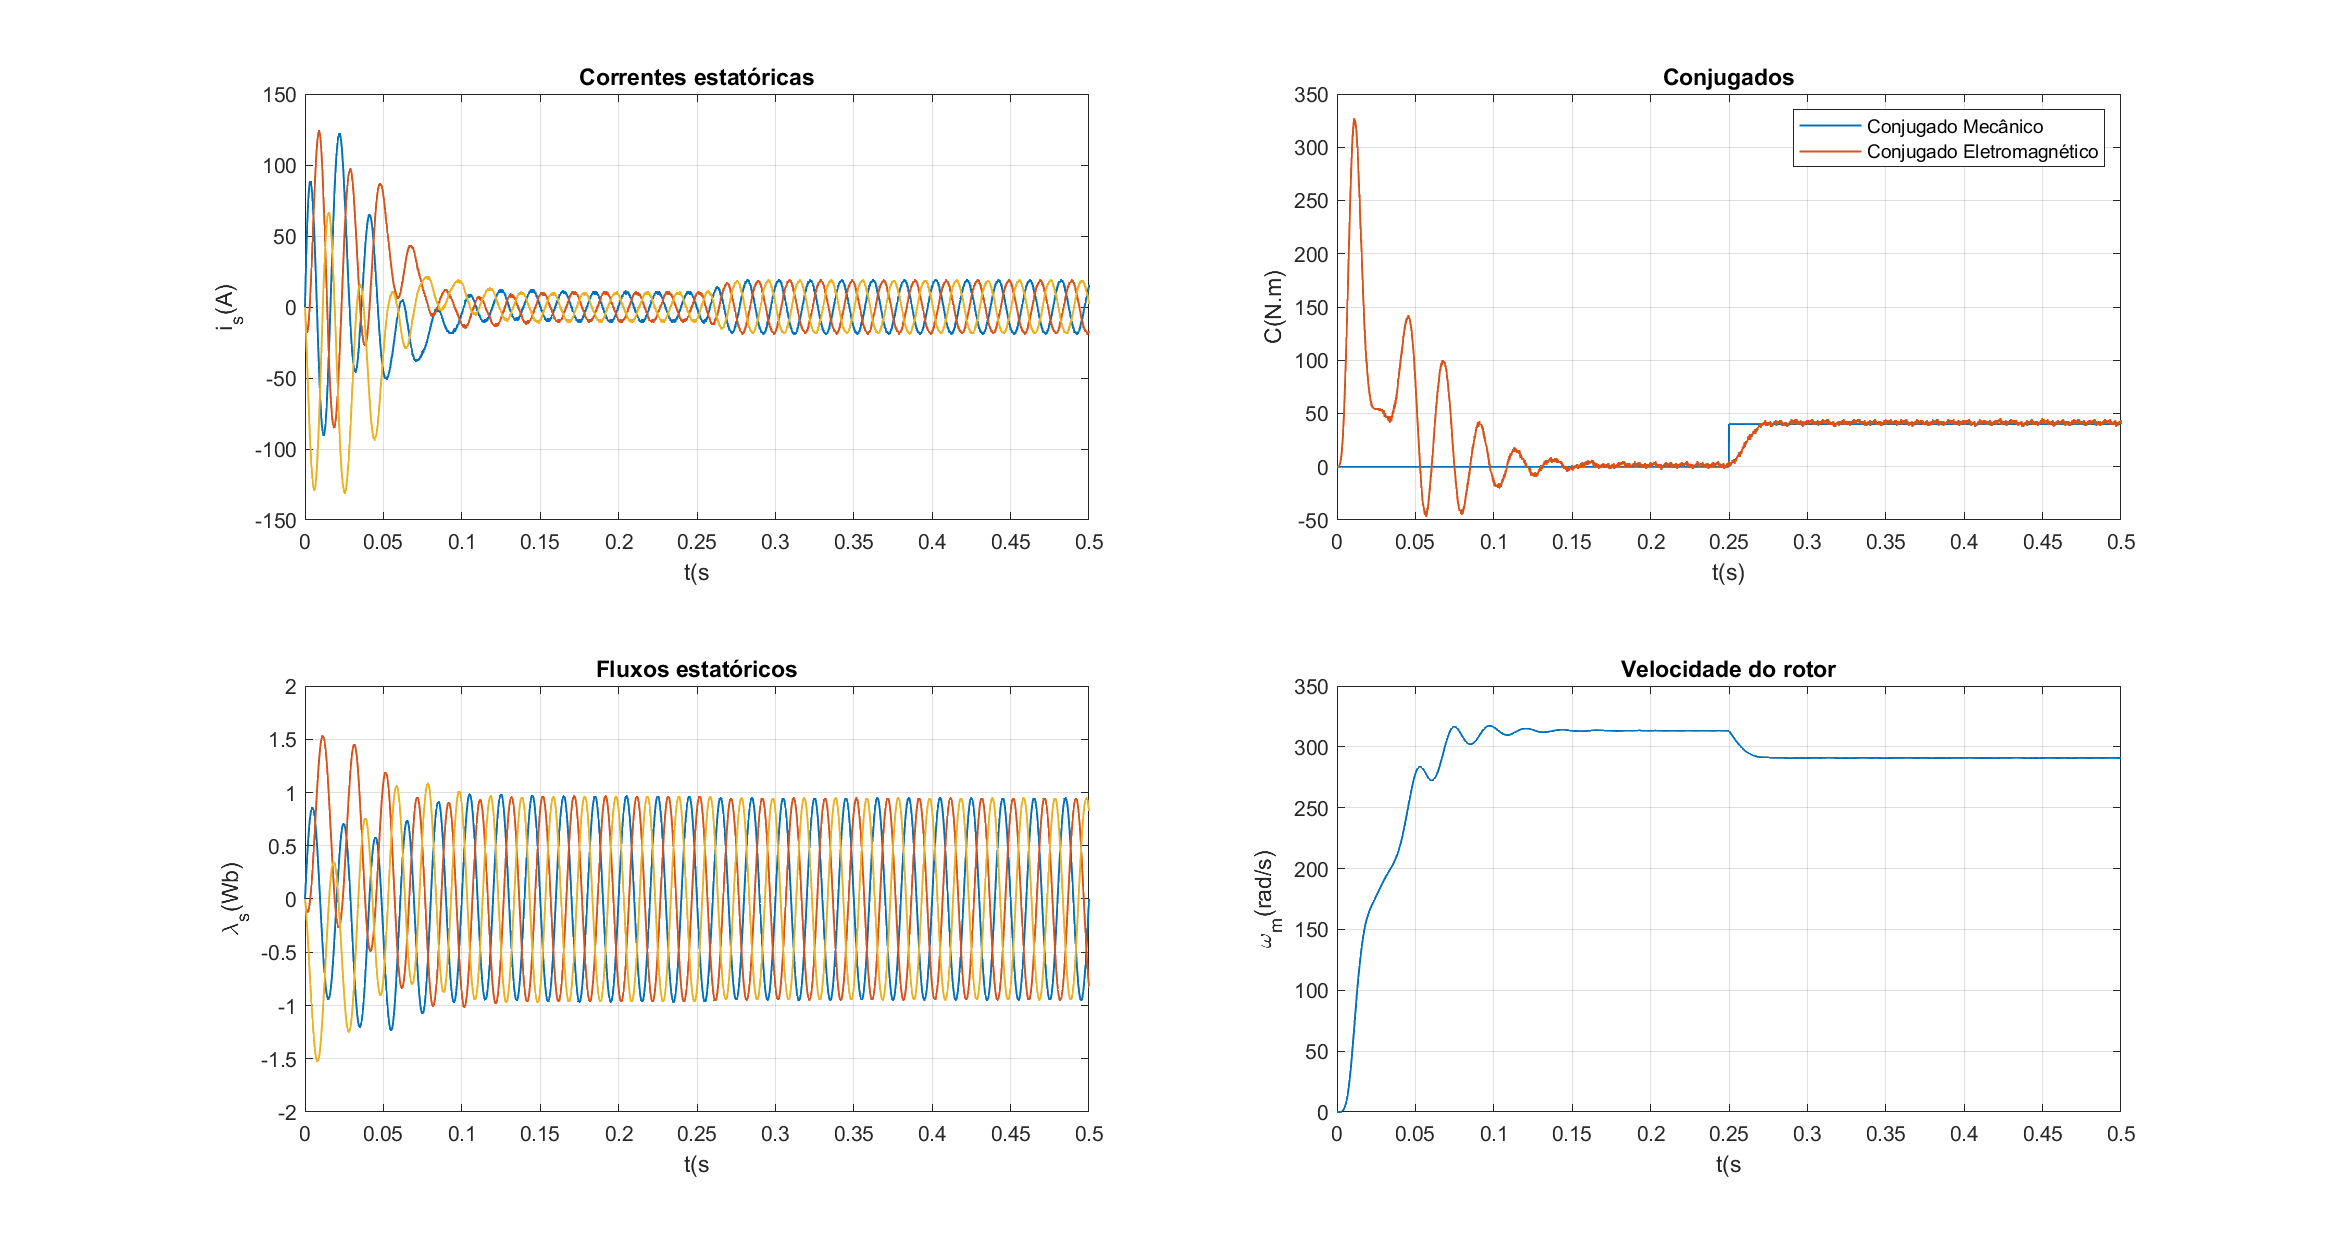 Correntes estatóricas
150
100
50
0
-50
-100
-150
i_s(A)
0 0.05 0.1 0.15 0.2 0.25 0.3 0.35 0.4 0.45 0.5
t(s
Conjugados
350
300
250
200
150
100
50
0
-50
C(N.m)
Conjugado Mecânico
Conjugado Eletromagnético
0 0.05 0.1 0.15 0.2 0.25 0.3 0.35 0.4 0.45 0.5
t(s)
Fluxos estatóricos
2
1.5
1
0.5
0
-0.5
-1
-1.5
-2
λ_s(Wb)
0 0.05 0.1 0.15 0.2 0.25 0.3 0.35 0.4 0.45 0.5
t(s
Velocidade do rotor
350
300
250
200
150
100
50
0
ω_m(rad/s)
0 0.05 0.1 0.15 0.2 0.25 0.3 0.35 0.4 0.45 0.5
t(s